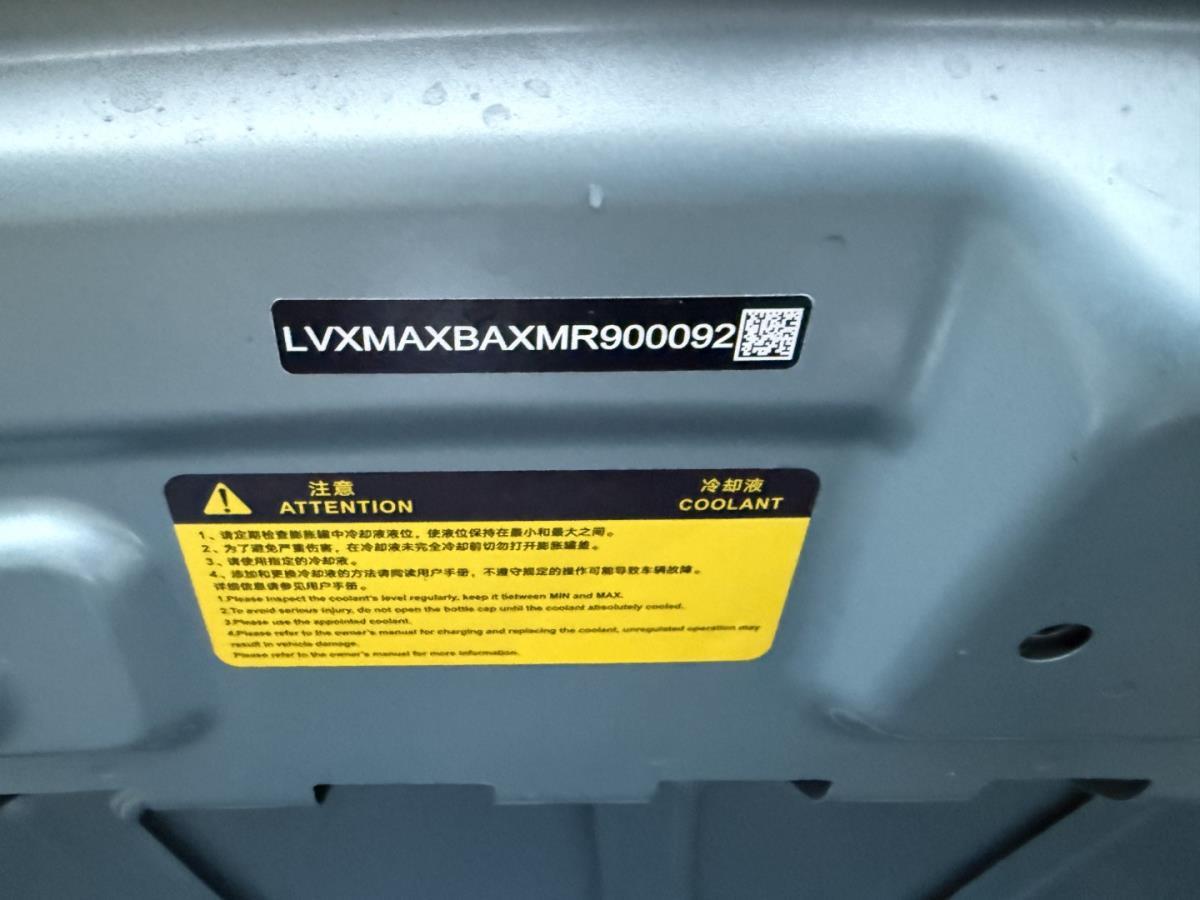 LVXMAXBAXMR900092
注意
ATTENTION
冷却液
COOLANT
1、请定期检查膨胀罐中冷却液液位，使液位保持在最小和最大之间。
2、为了避免严重伤害，在冷却液未完全冷却前切勿打开膨胀罐盖。
3、请使用指定的冷却液。
4、添加和更换冷却液的方法请阅读用户手册，不遵守规定的操作可能导致车辆故障。
详细信息请参见用户手册。
1.Please inspect the coolant's level regularly, keep it between MIN and MAX.
2.To avoid serious injury, do not open the bottle cap until the coolant absolutely cooled.
3.Please use the appointed coolant.
4.Please refer to the owner's manual for charging and replacing the coolant, unregulated operation may
result in vehicle damage.
Please refer to the owner's manual for more information.